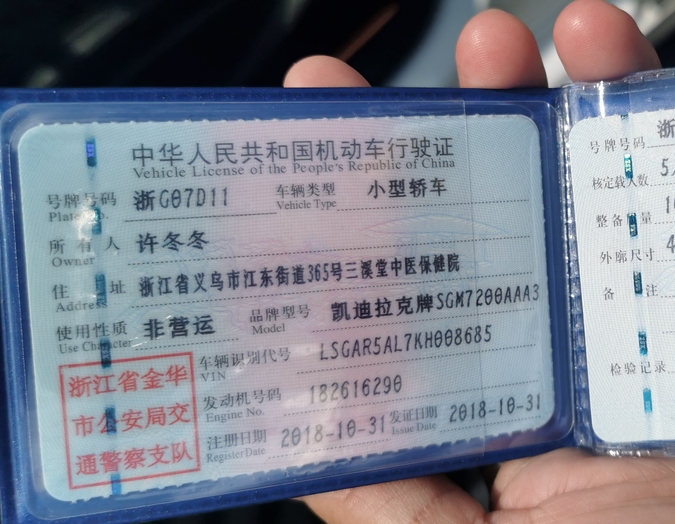 中华人民共和国机动车行驶证
Vehicle License of the People's Republic of China
号牌号码 浙G07D11 车辆类型 小型轿车
Plate No. Vehicle Type
所有人 许冬冬
Owner
住址 浙江省义乌市江东街道365号三溪堂中医保健院
Address
使用性质 非营运 品牌型号 凯迪拉克牌SGM7200AAA3
Use Character Model
车辆识别代号 LSGAR5AL7KH008685
VIN
发动机号码 182616290
Engine No.
注册日期 2018-10-31 发证日期 2018-10-31
Register Date Issue Date
浙江省金华
市公安局交
通警察支队
号牌号码 浙
核定载人数 5
整备质量 1
外廓尺寸 4
备注
检验记录